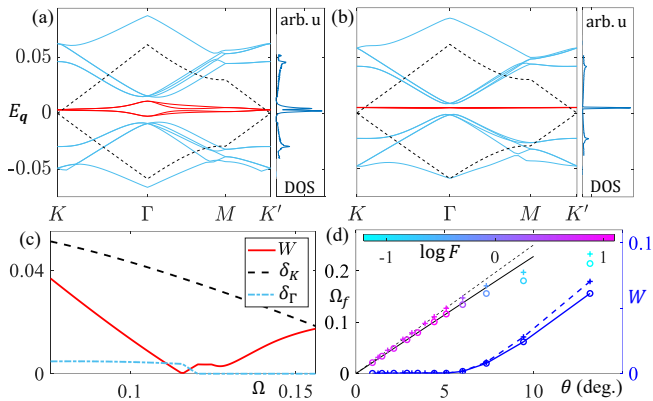 (a)
arb. u
(b)
arb. u
0.05
E_q
0
-0.05
DOS
DOS
K Γ M K′
K Γ M K′
(c)
W
δ_K
δ_Γ
0.04
0
0.1 Ω 0.15
(d)
log F
-1 0 1
0.2
Ω_f
0.1
0
0 5 10 θ (deg.)
0.1
W
0